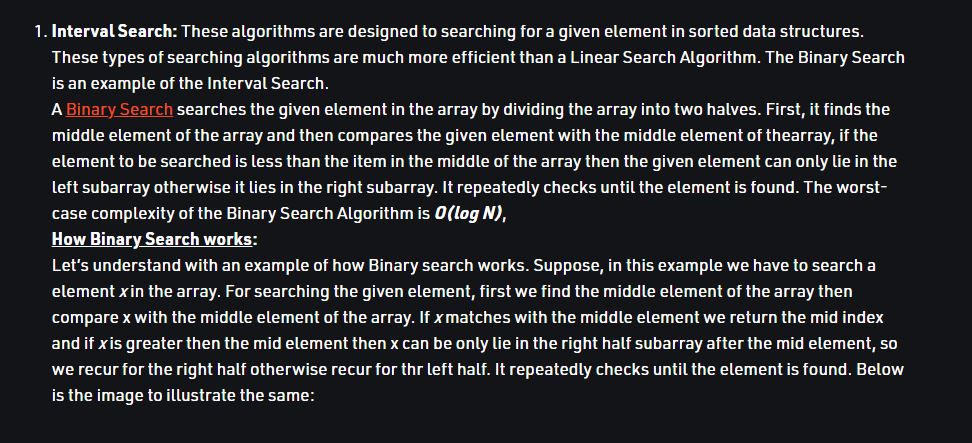 1. Interval Search: These algorithms are designed to searching for a given element in sorted data structures.
These types of searching algorithms are much more efficient than a Linear Search Algorithm. The Binary Search
is an example of the Interval Search.
A Binary Search searches the given element in the array by dividing the array into two halves. First, it finds the
middle element of the array and then compares the given element with the middle element of thearray, if the
element to be searched is less than the item in the middle of the array then the given element can only lie in the
left subarray otherwise it lies in the right subarray. It repeatedly checks until the element is found. The worst-
case complexity of the Binary Search Algorithm is O(log N),
How Binary Search works:
Let's understand with an example of how Binary search works. Suppose, in this example we have to search a
element x in the array. For searching the given element, first we find the middle element of the array then
compare x with the middle element of the array. If x matches with the middle element we return the mid index
and if x is greater then the mid element then x can be only lie in the right half subarray after the mid element, so
we recur for the right half otherwise recur for thr left half. It repeatedly checks until the element is found. Below
is the image to illustrate the same: